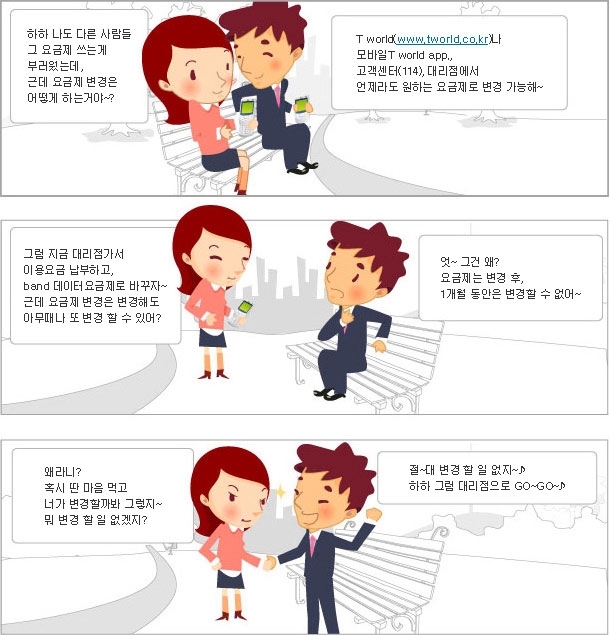 하하 나도 다른 사람들
그 요금제 쓰는게
부러웠는데,
근데 요금제 변경은
어떻게 하는거야~?
T world(www.tworld.co.kr)나
모바일T world app.,
고객센터(114), 대리점에서
언제라도 원하는 요금제로 변경 가능해~
그럼 지금 대리점가서
이용요금 납부하고,
band 데이터요금제로 바꾸자~
근데 요금제 변경은 변경해도
아무때나 또 변경 할 수 있어?
엇~ 그건 왜?
요금제는 변경 후,
1개월 동안은 변경할 수 없어~
왜라니?
혹시 딴 마음 먹고
너가 변경할까봐 그렇지~
뭐 변경 할 일 없겠지?
절~대 변경 할 일 없지~♪
하하 그럼 대리점으로 GO~GO~♪